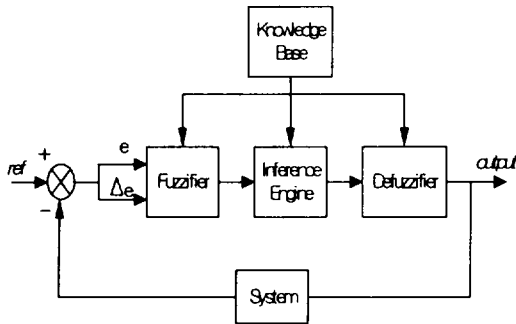 Knowledge
Base
+
ref
e
Δe
−
Fuzzifier
Inference
Engine
Defuzzifier
output
System